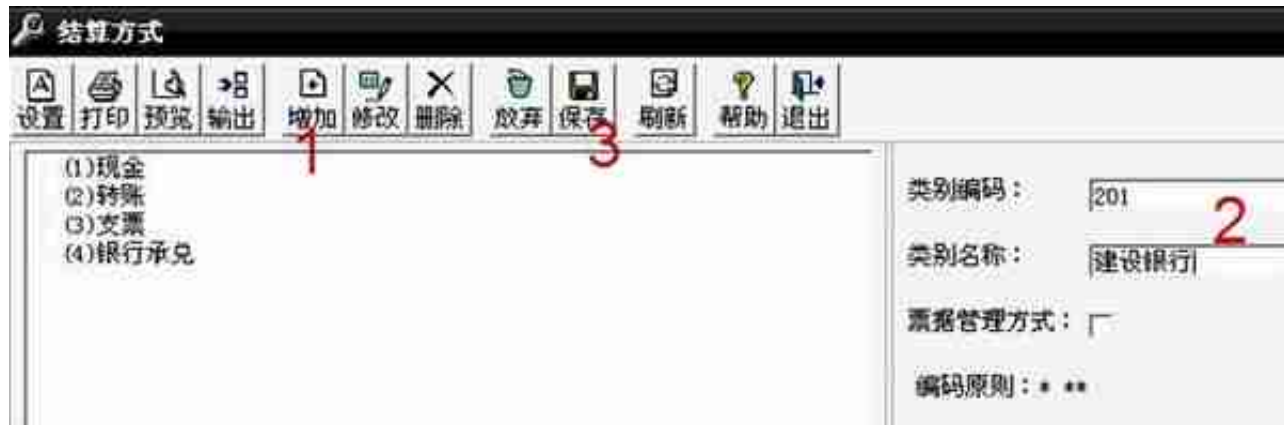 结算方式
设置 打印 预览 输出 增加 修改 删除 放弃 保存 刷新 帮助 退出
1 3
(1)现金
(2)转账
(3)支票
(4)银行承兑
类别编码： 201
2
类别名称： 建设银行
票据管理方式：
编码原则：* **